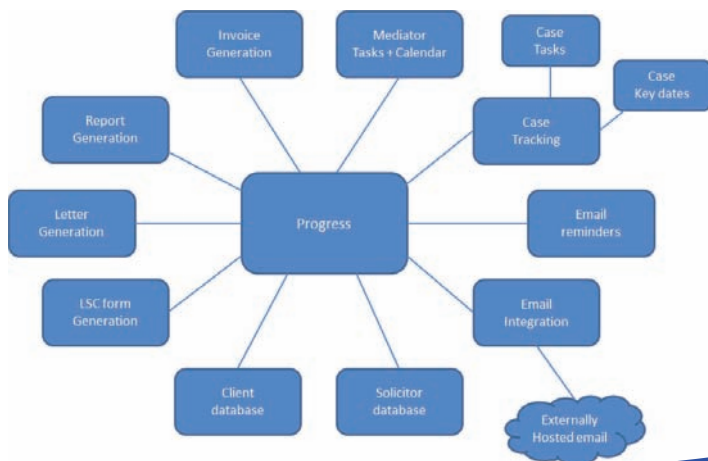 Invoice
Generation
Mediator
Tasks + Calendar
Case
Tasks
Case
Key dates
Report
Generation
Case
Tracking
Letter
Generation
Progress
Email
reminders
LSC form
Generation
Email
Integration
Client
database
Solicitor
database
Externally
Hosted email